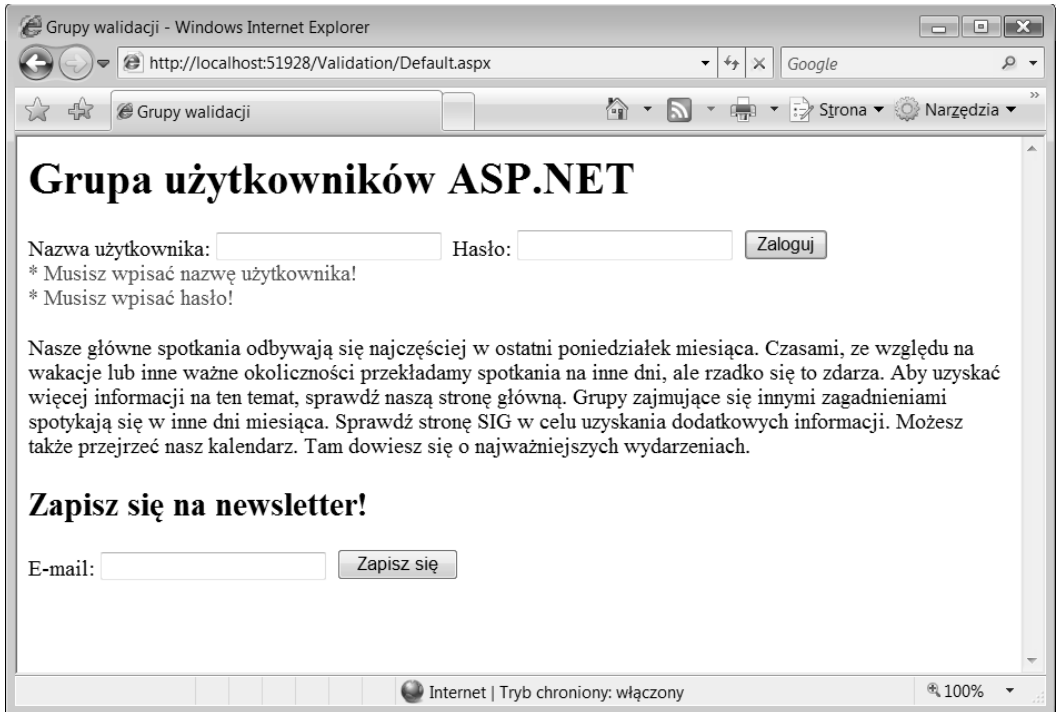 Grupy walidacji - Windows Internet Explorer
http://localhost:51928/Validation/Default.aspx
Google
Grupy walidacji
Strona
Narzędzia
Grupa użytkowników ASP.NET
Nazwa użytkownika: Hasło: Zaloguj
* Musisz wpisać nazwę użytkownika!
* Musisz wpisać hasło!
Nasze główne spotkania odbywają się najczęściej w ostatni poniedziałek miesiąca. Czasami, ze względu na
wakacje lub inne ważne okoliczności przekładamy spotkania na inne dni, ale rzadko się to zdarza. Aby uzyskać
więcej informacji na ten temat, sprawdź naszą stronę główną. Grupy zajmujące się innymi zagadnieniami
spotykają się w inne dni miesiąca. Sprawdź stronę SIG w celu uzyskania dodatkowych informacji. Możesz
także przejrzeć nasz kalendarz. Tam dowiesz się o najważniejszych wydarzeniach.
Zapisz się na newsletter!
E-mail: Zapisz się
Internet | Tryb chroniony: włączony
100%